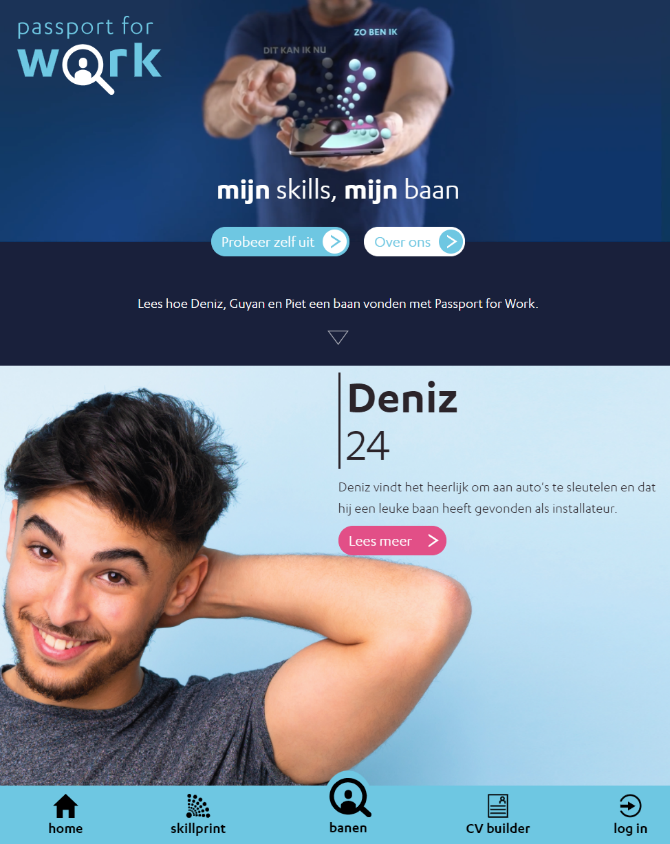 passport for
work
ZO BEN IK
DIT KAN IK NU
mijn skills, mijn baan
Probeer zelf uit
Over ons
Lees hoe Deniz, Guyan en Piet een baan vonden met Passport for Work.
Deniz
24
Deniz vindt het heerlijk om aan auto's te sleutelen en dat
hij een leuke baan heeft gevonden als installateur.
Lees meer
home
skillprint
banen
CV builder
log in